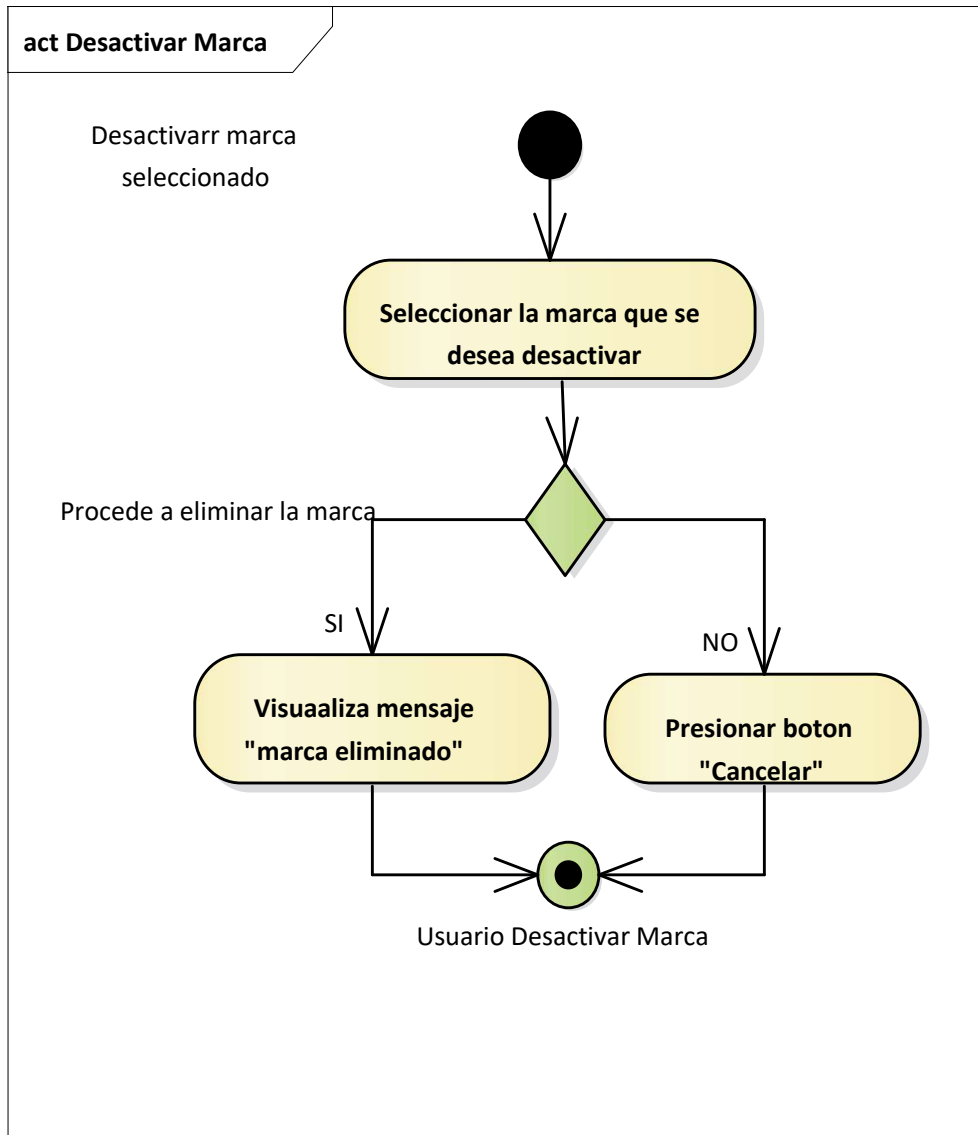 act Desactivar Marca
Desactivarr marca
seleccionado
Seleccionar la marca que se
desea desactivar
Procede a eliminar la marca
SI
NO
Visuaaliza mensaje
"marca eliminado"
Presionar boton
"Cancelar"
Usuario Desactivar Marca